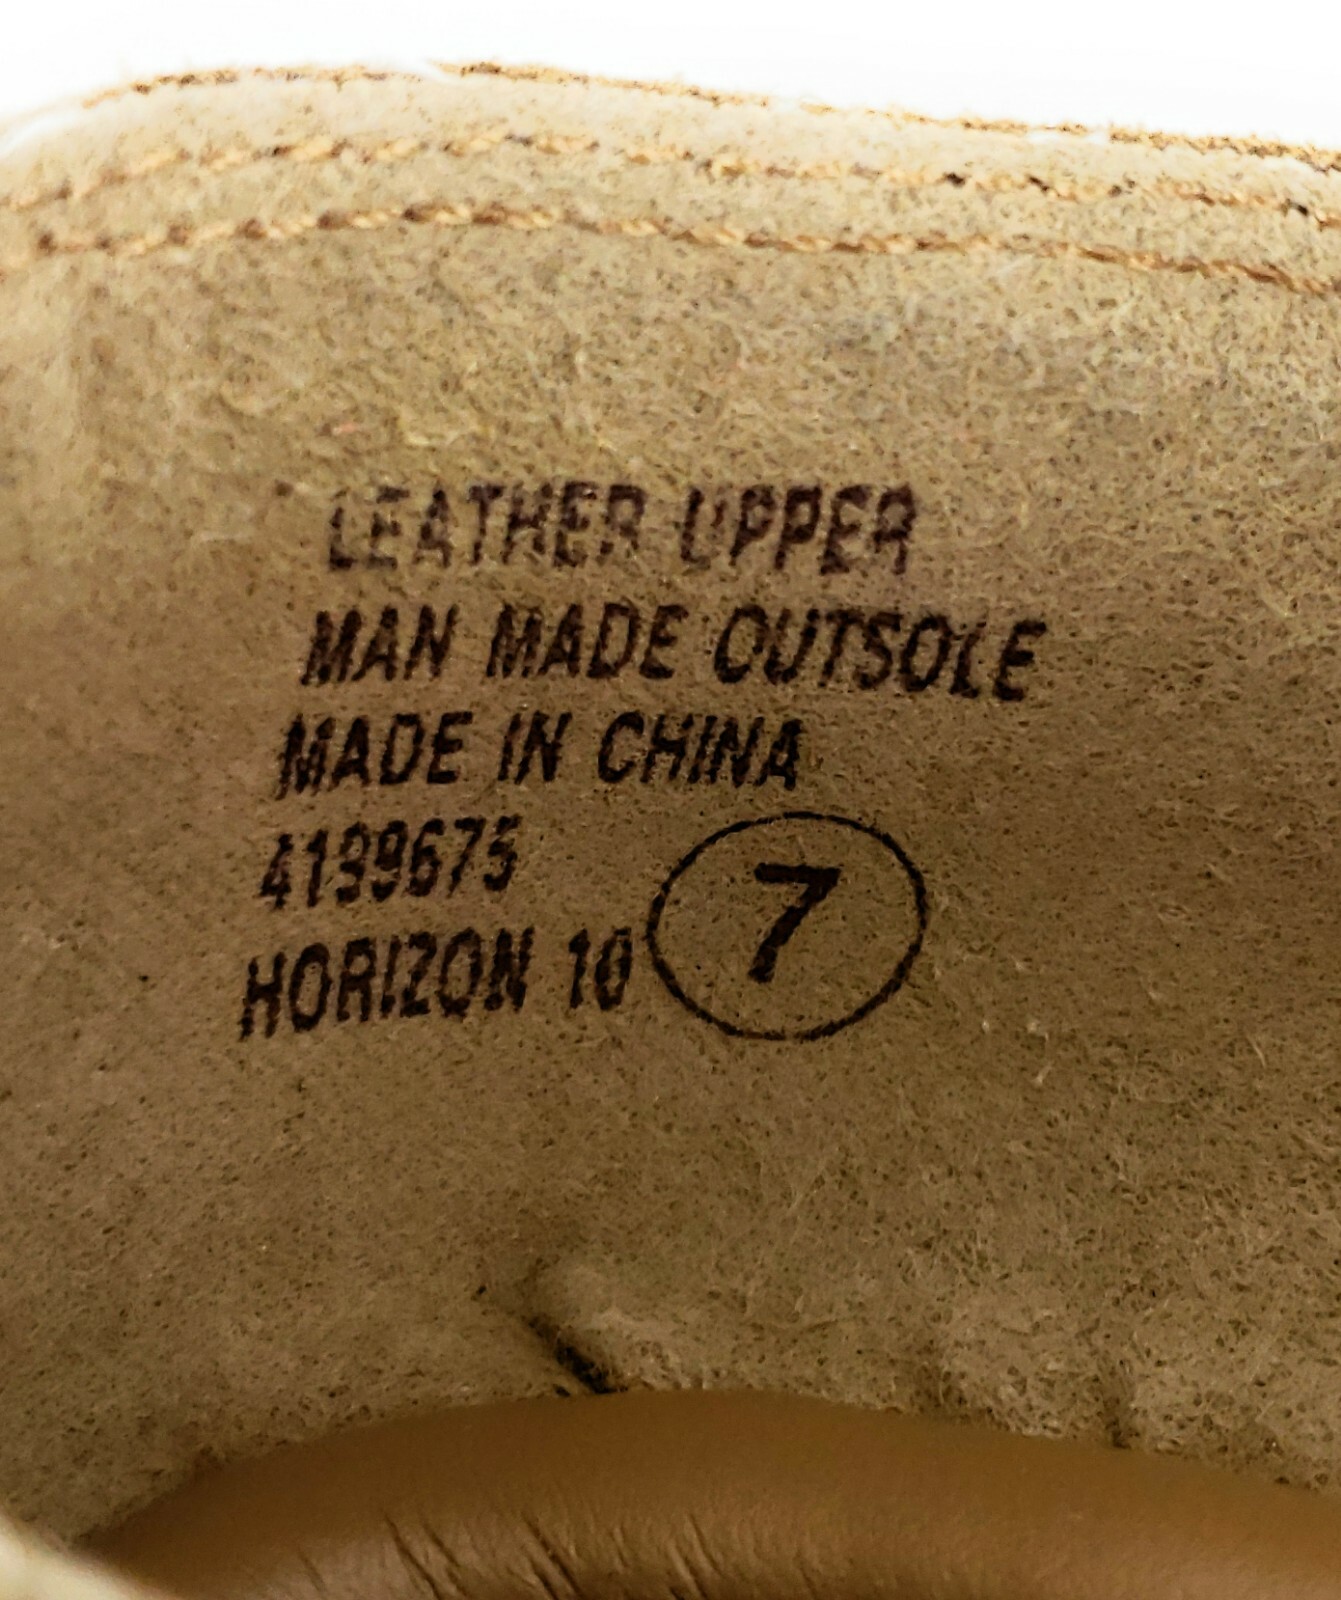 LEATHER UPPER
MAN MADE OUTSOLE
MADE IN CHINA
4199675
HORIZON 10
7